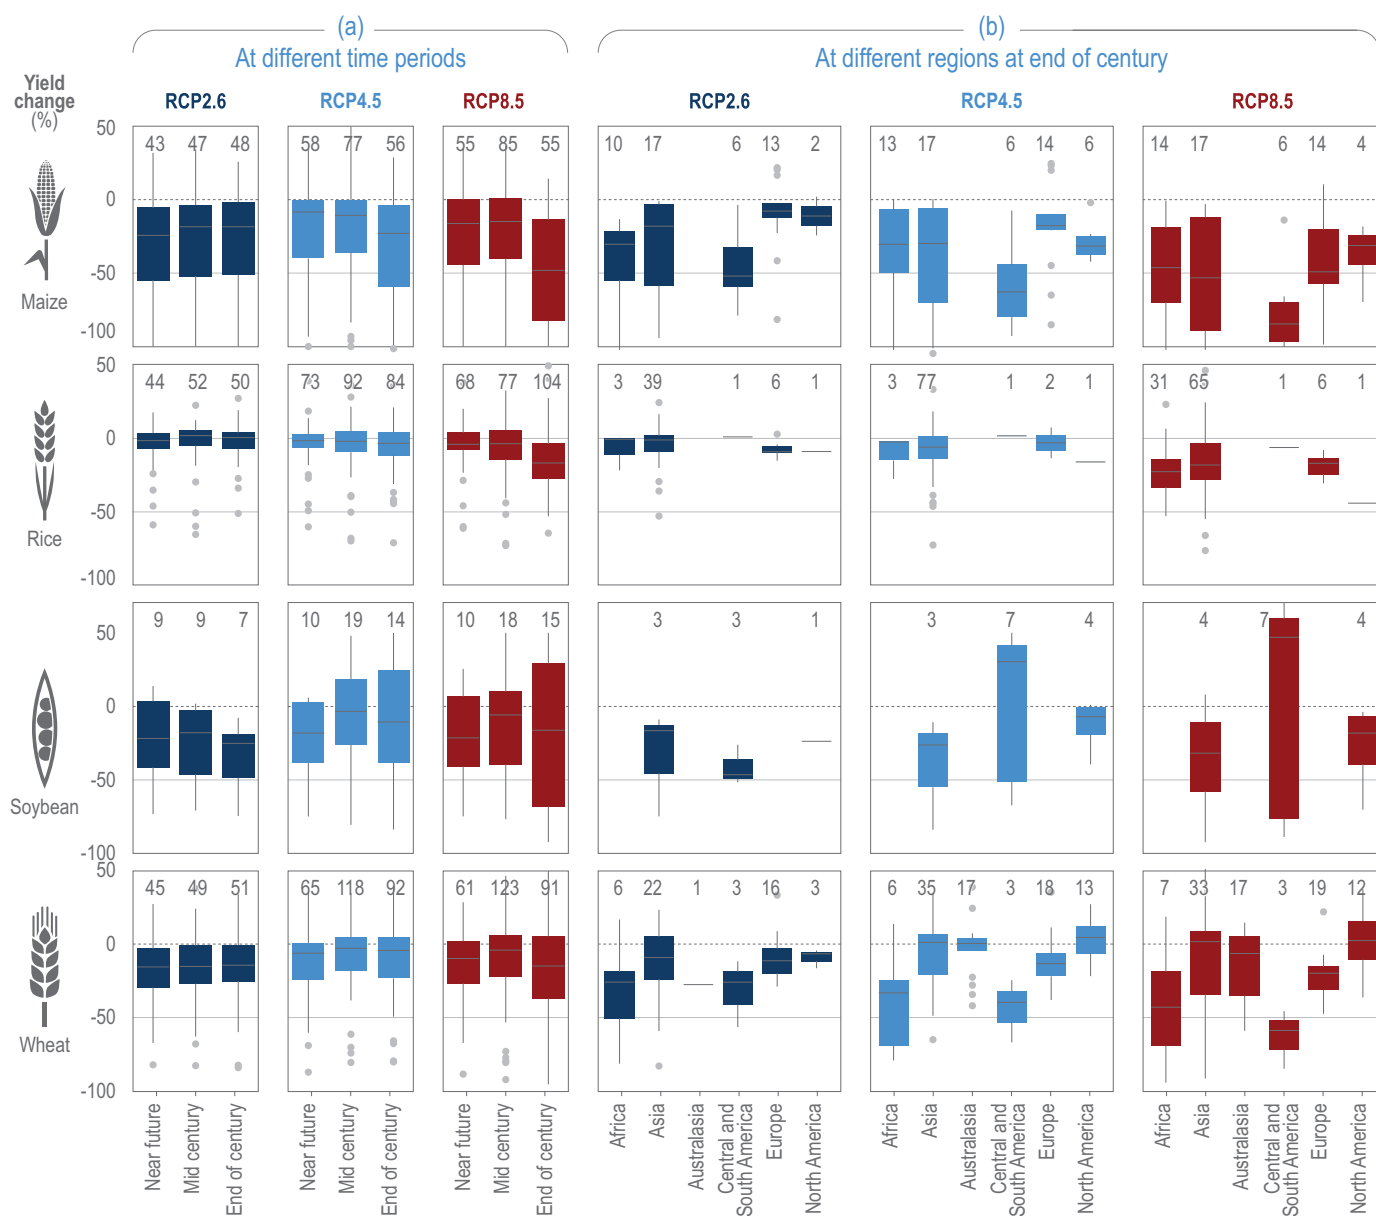 (a)
(b)
At different time periods
At different regions at end of century
Yield
change
(%)
RCP2.6
RCP4.5
RCP8.5
RCP2.6
RCP4.5
RCP8.5
50
0
-50
-100
Maize
43 47 48
58 77 56
55 85 55
10 17 6 13 2
13 17 6 14 6
14 17 6 14 4
50
0
-50
-100
Rice
44 52 50
73 92 84
68 77 104
3 39 1 6 1
3 77 1 2 1
31 65 1 6 1
50
0
-50
-100
Soybean
9 9 7
10 19 14
10 18 15
3 3 1
3 7 4
4 7 4
50
0
-50
-100
Wheat
45 49 51
65 118 92
61 123 91
6 22 1 3 16 3
6 35 17 3 18 13
7 33 17 3 19 12
Near future
Mid century
End of century
Near future
Mid century
End of century
Near future
Mid century
End of century
Africa
Asia
Australasia
Central and
South America
Europe
North America
Africa
Asia
Australasia
Central and
South America
Europe
North America
Africa
Asia
Australasia
Central and
South America
Europe
North America